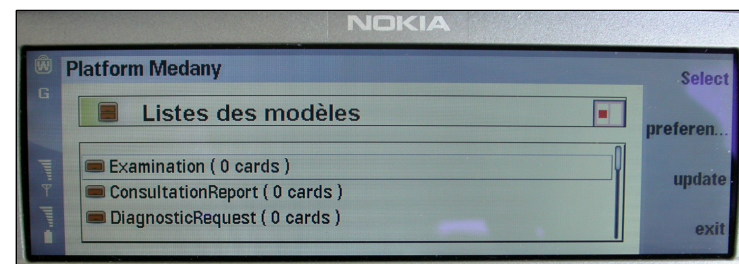 NOKIA
W
Platform Medany
G
Listes des modèles
Examination ( 0 cards )
ConsultationReport ( 0 cards )
DiagnosticRequest ( 0 cards )
Select
preferen...
update
exit